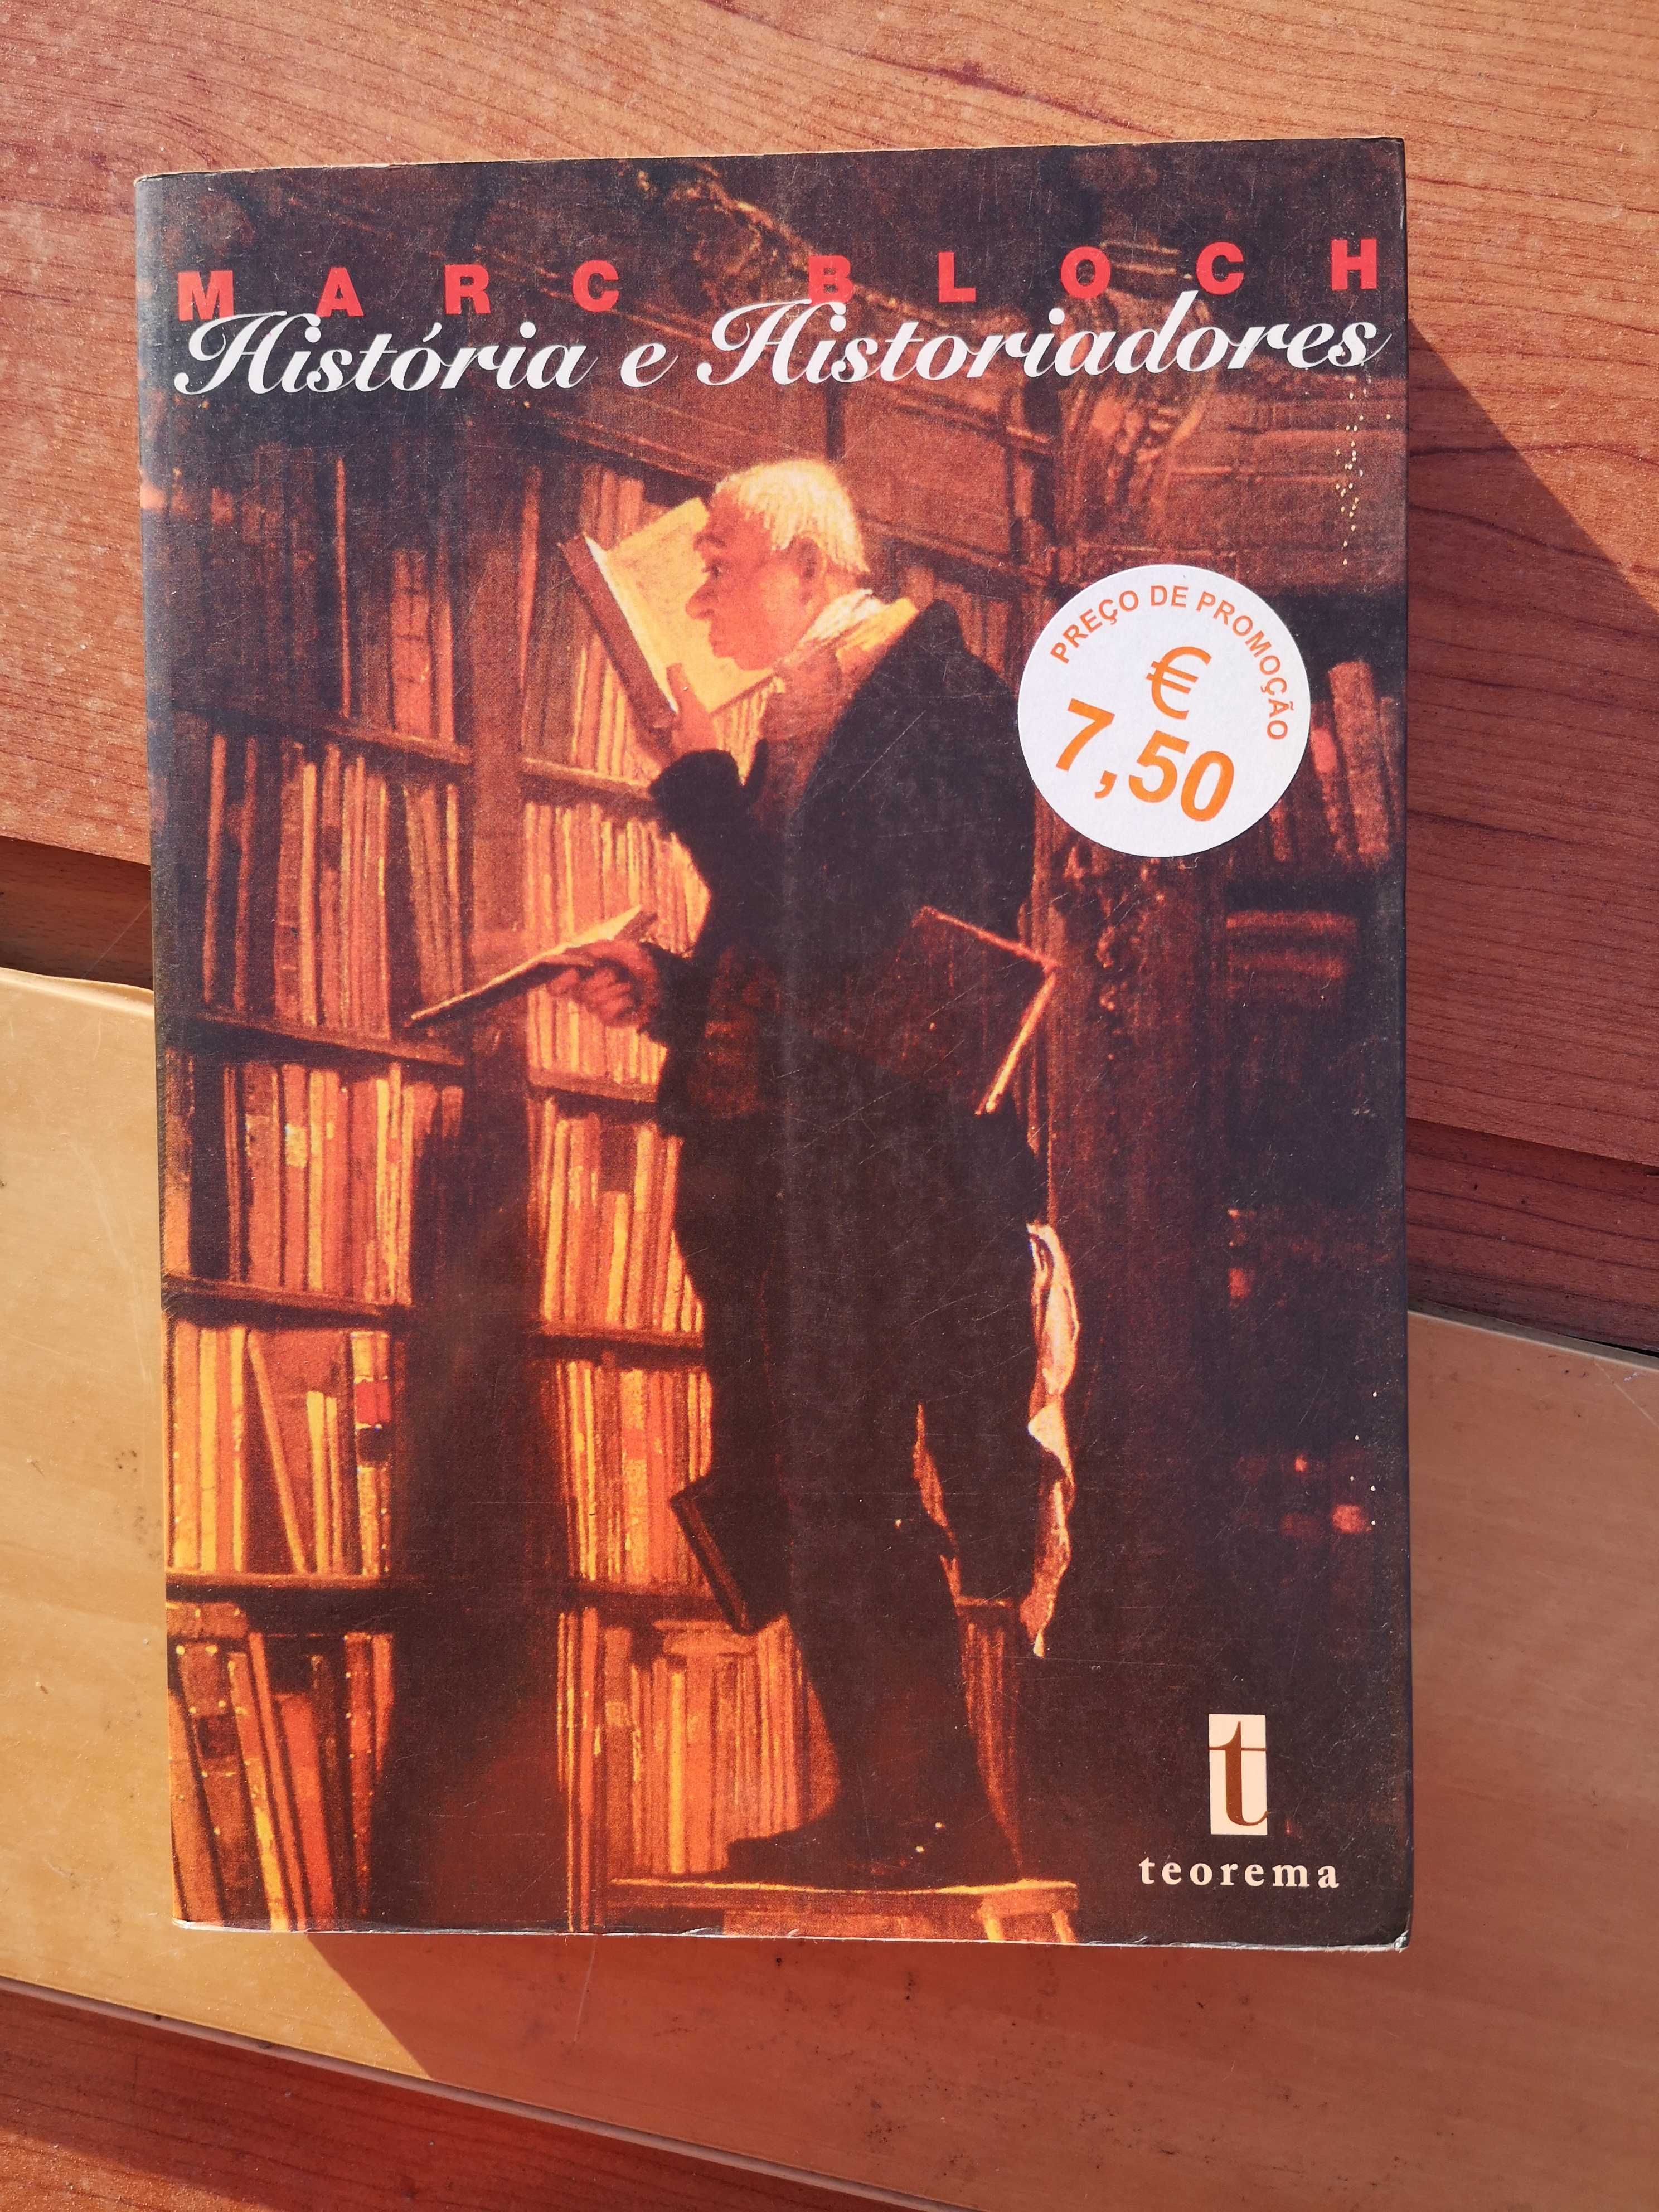 MARC BLOCH
História e Historiadores
PREÇO DE PROMOÇÃO
€
7,50
t
teorema